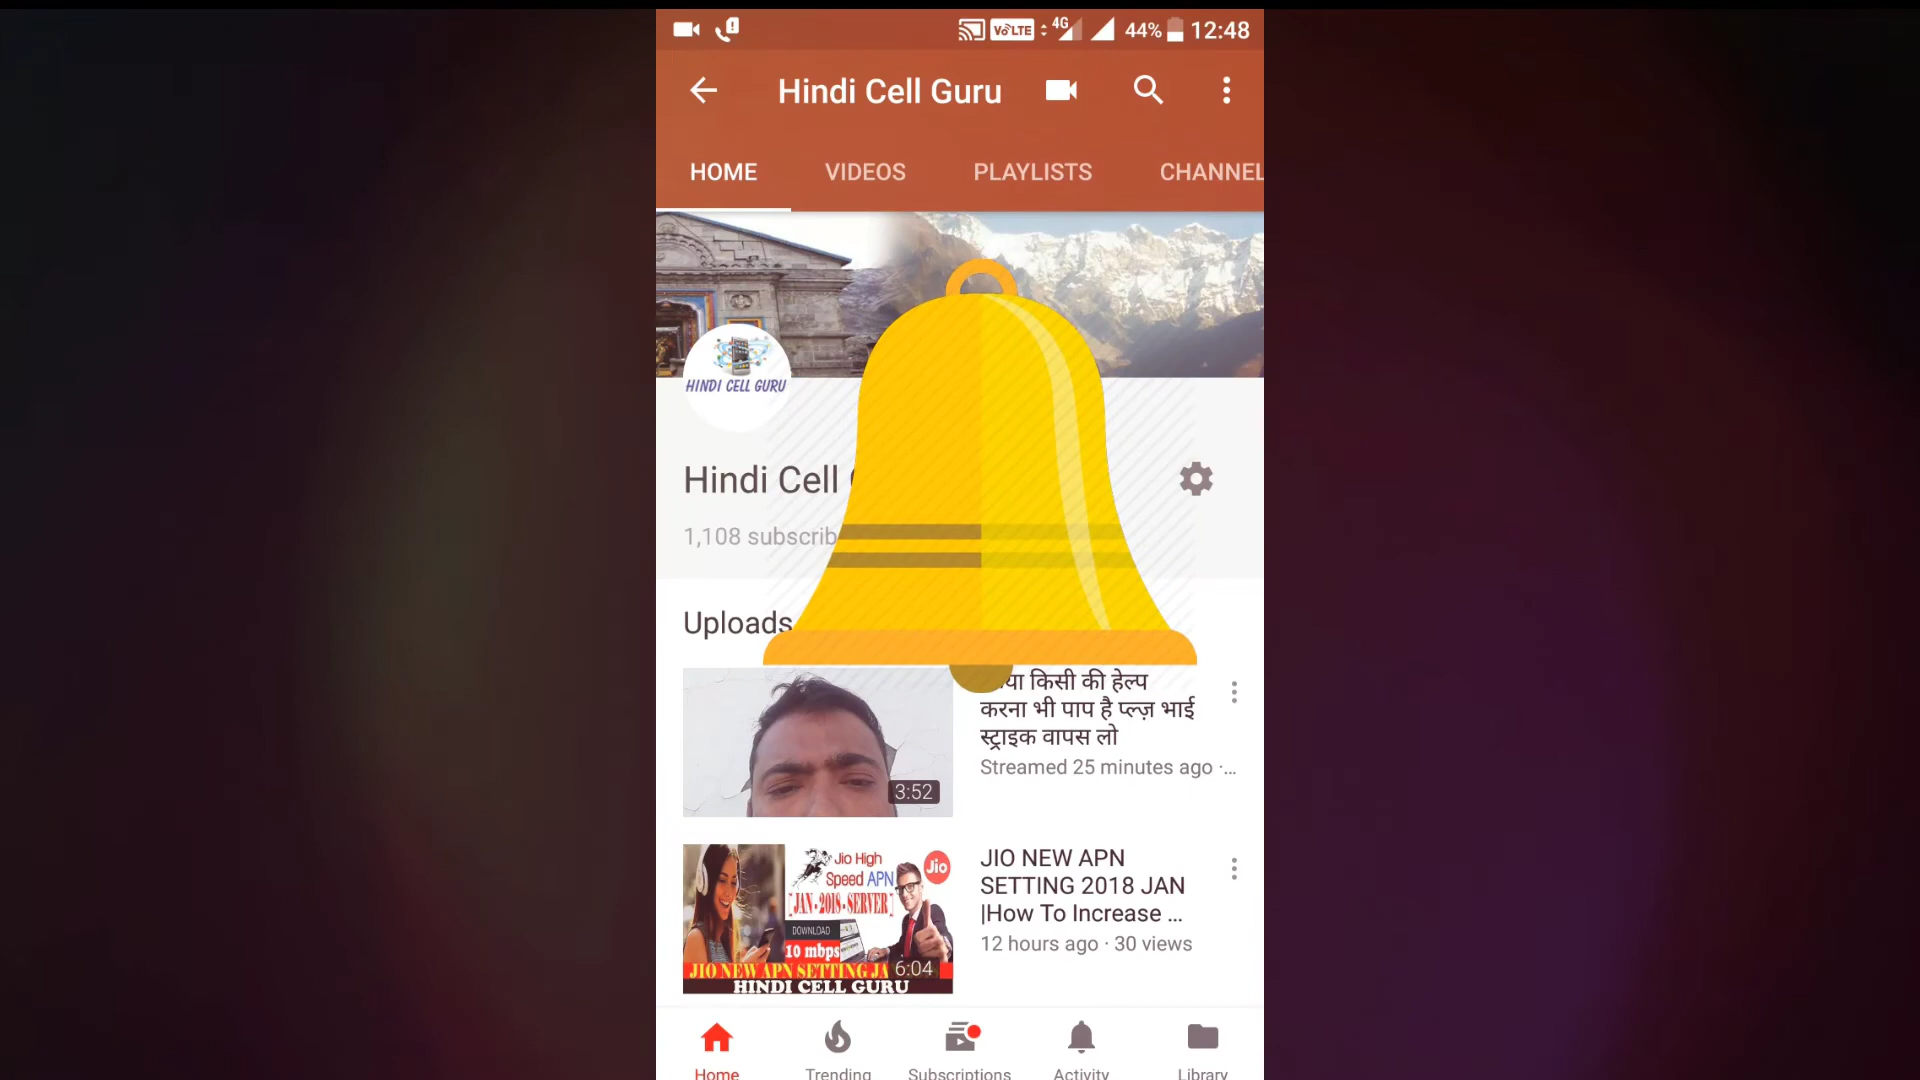 VoLTE 4G 44% 12:48
Hindi Cell Guru
HOME VIDEOS PLAYLISTS CHANNEL
HINDI CELL GURU
Hindi Cell
1,108 subscrib
Uploads
या किसी की हेल्प
करना भी पाप है प्ल्ज़ भाई
स्ट्राइक वापस लो
Streamed 25 minutes ago ·...
3:52
Jio High
Speed APN
Jio
[JAN-2018-SERVER]
DOWNLOAD
10 mbps
JIO NEW APN SETTING JA
6:04
HINDI CELL GURU
JIO NEW APN
SETTING 2018 JAN
|How To Increase ...
12 hours ago · 30 views
Home Trending Subscriptions Activity Library